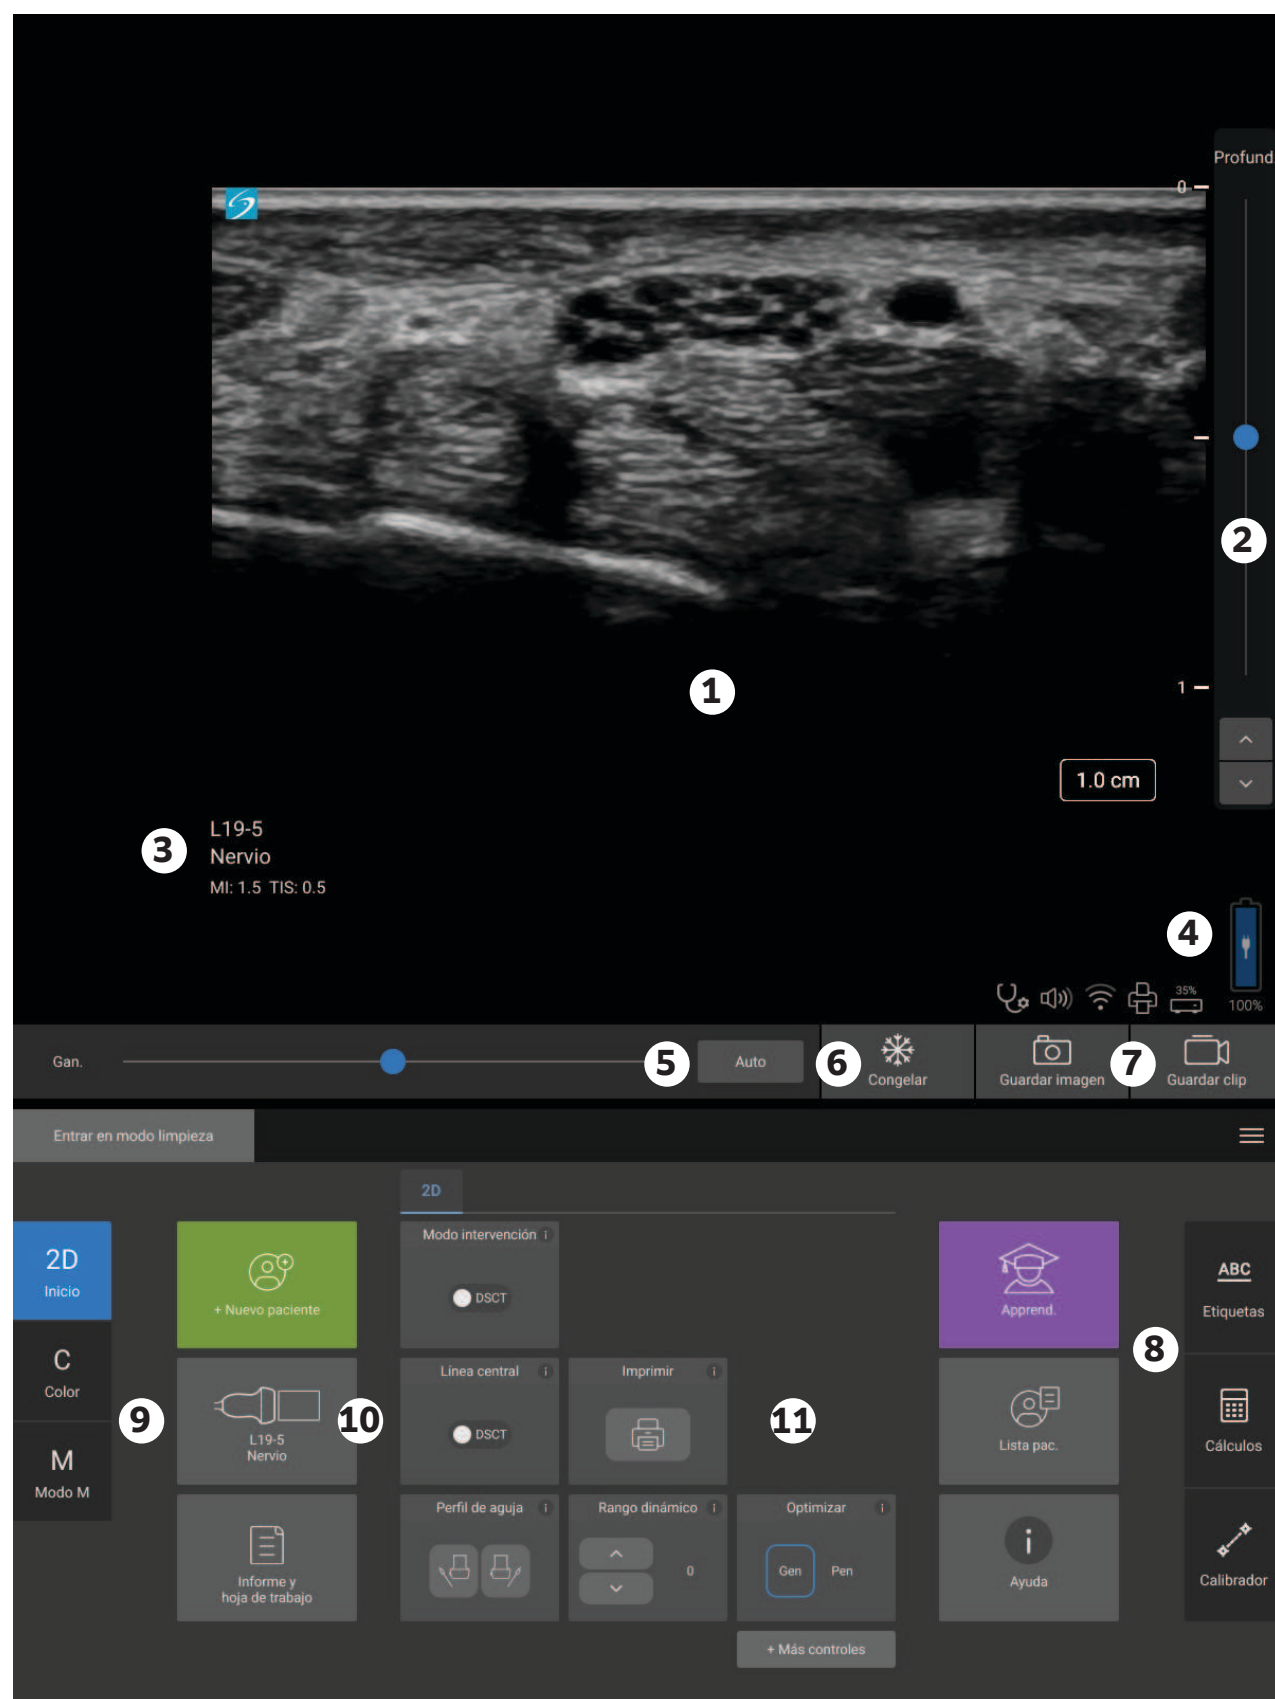 Profund.
0
2
1
1
1.0 cm
3
L19-5
Nervio
MI: 1.5 TIS: 0.5
4
35%
100%
Gan.
5
Auto
6
Congelar
Guardar imagen
7
Guardar clip
Entrar en modo limpieza
2D
2D
Inicio
C
Color
M
Modo M
9
+ Nuevo paciente
L19-5
Nervio
10
Informe y
hoja de trabajo
Modo intervención i
DSCT
Línea central i
DSCT
Imprimir i
11
Perfil de aguja i
Rango dinámico i
0
Optimizar i
Gen Pen
+ Más controles
Apprend.
Lista pac.
i
Ayuda
8
ABC
Etiquetas
Cálculos
Calibrador